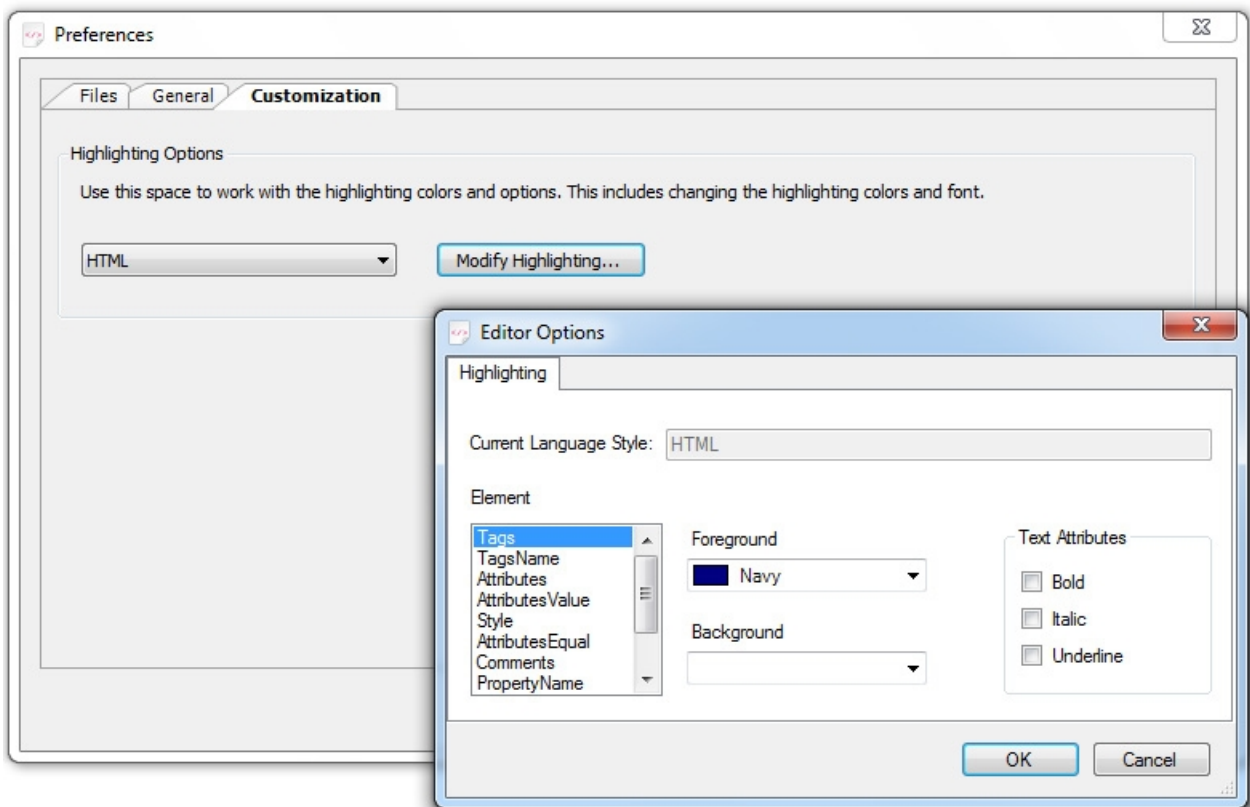 Preferences
Files General Customization
Highlighting Options
Use this space to work with the highlighting colors and options. This includes changing the highlighting colors and font.
HTML Modify Highlighting...
Editor Options
Highlighting
Current Language Style: HTML
Element
Tags
TagsName
Attributes
AttributesValue
Style
AttributesEqual
Comments
PropertyName
Foreground
Navy
Background
Text Attributes
Bold
Italic
Underline
OK Cancel